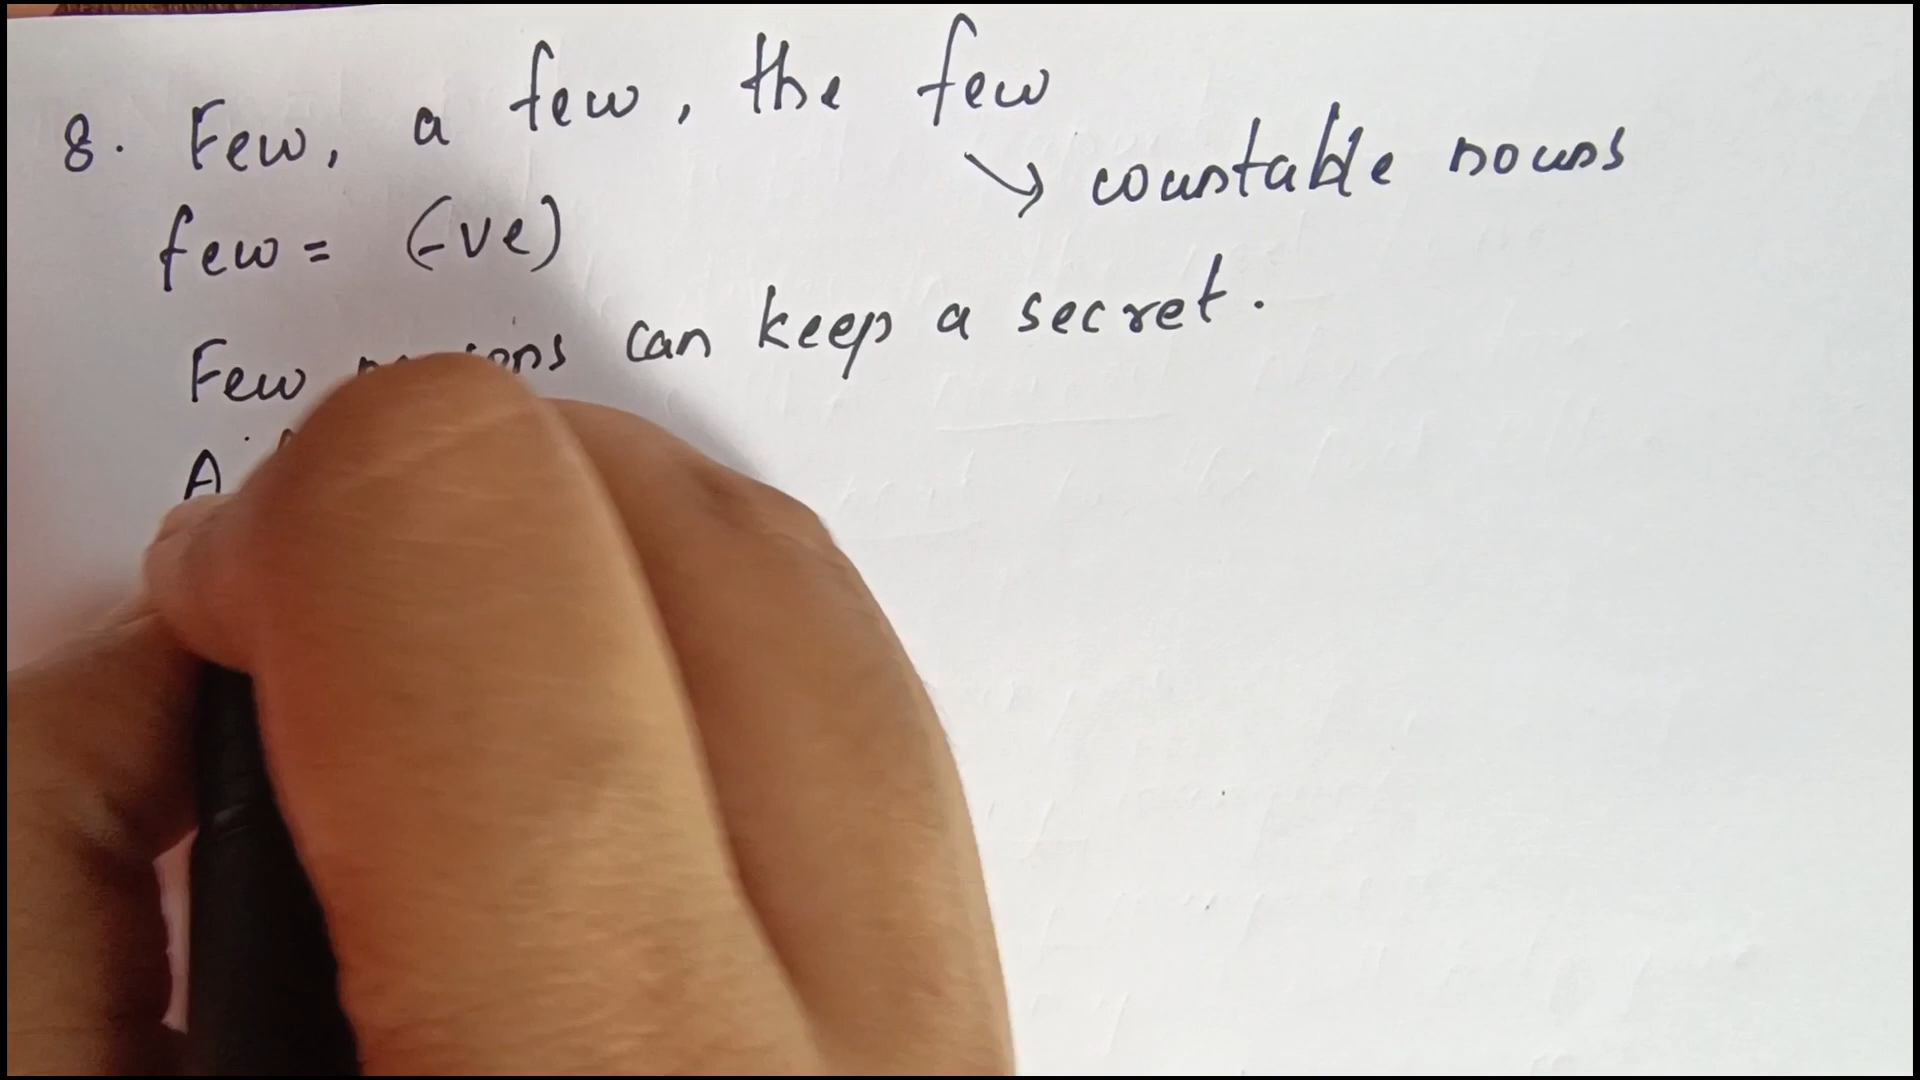 8. Few, a few, the few
↘ countable nouns
few = (-ve)
Few can keep a secret.
A